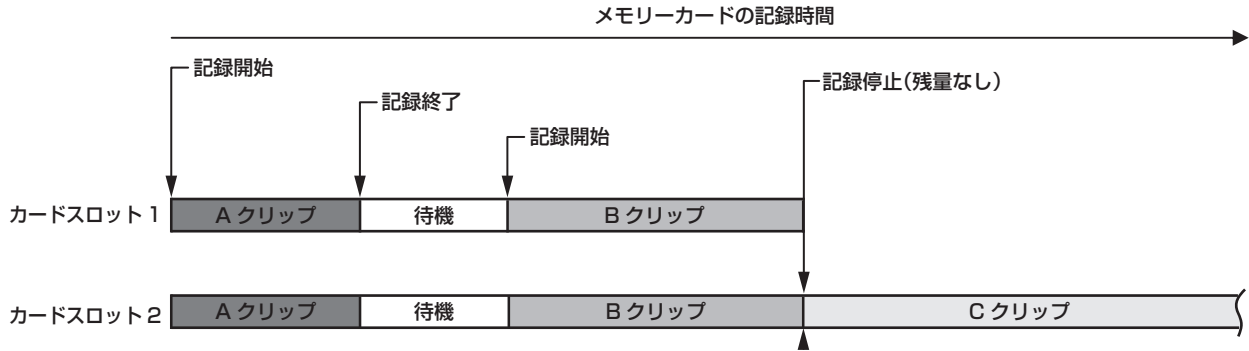 メモリーカードの記録時間
記録開始
記録終了
記録開始
記録停止(残量なし)
カードスロット1
A クリップ
待機
B クリップ
カードスロット2
A クリップ
待機
B クリップ
C クリップ